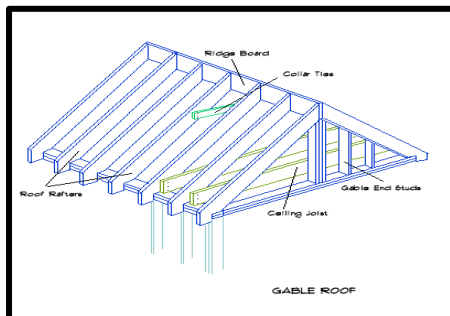 Ridge Board
Collar Ties
Roof Rafters
Gable End Studs
Ceiling Joist
GABLE ROOF